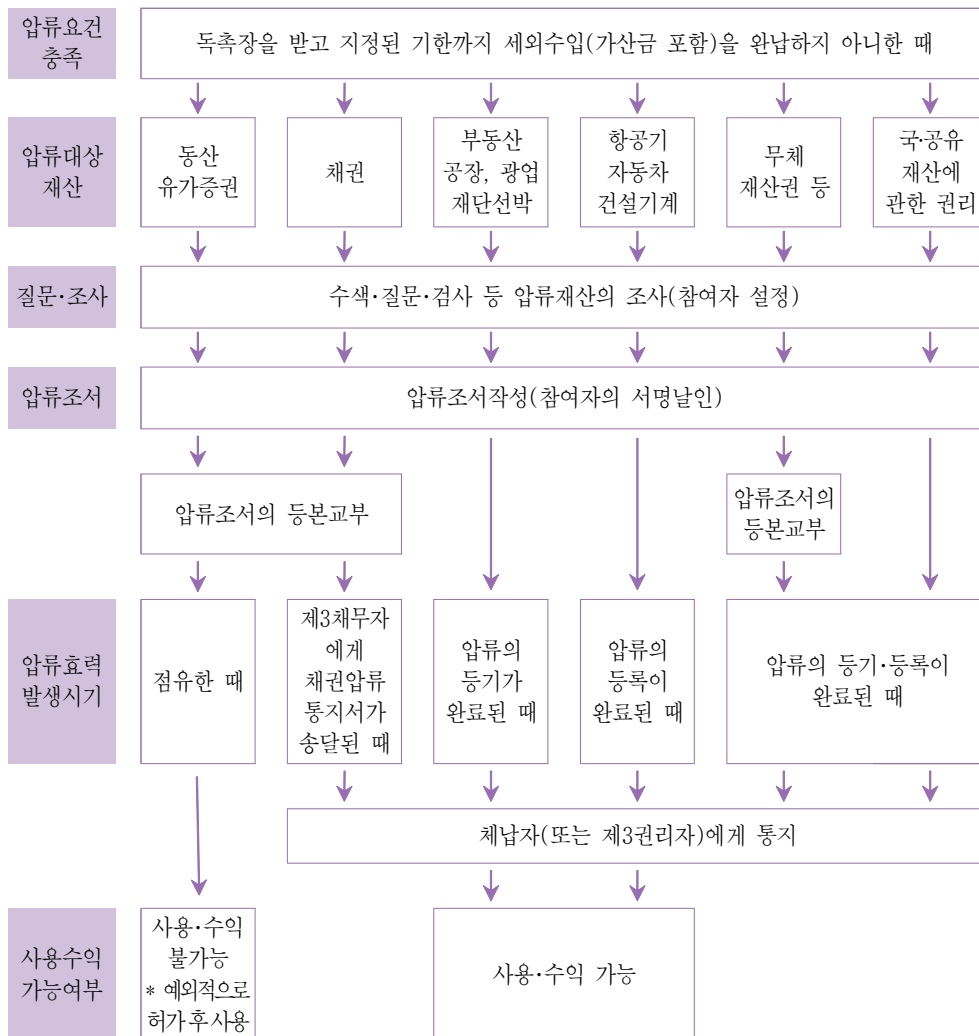 압류요건
충족
독촉장을 받고 지정된 기한까지 세외수입(가산금 포함)을 완납하지 아니한 때
압류대상
재산
동산
유가증권
채권
부동산
공장, 광업
재단선박
항공기
자동차
건설기계
무체
재산권 등
국·공유
재산에
관한 권리
질문·조사
수색·질문·검사 등 압류재산의 조사(참여자 설정)
압류조서
압류조서작성(참여자의 서명날인)
압류조서의 등본교부
압류조서의
등본교부
압류효력
발생시기
점유한 때
제3채무자
에게
채권압류
통지서가
송달된 때
압류의
등기가
완료된 때
압류의
등록이
완료된 때
압류의 등기·등록이
완료된 때
체납자(또는 제3권리자)에게 통지
사용수익
가능여부
사용·수익
불가능
* 예외적으로
허가 후 사용
사용·수익 가능